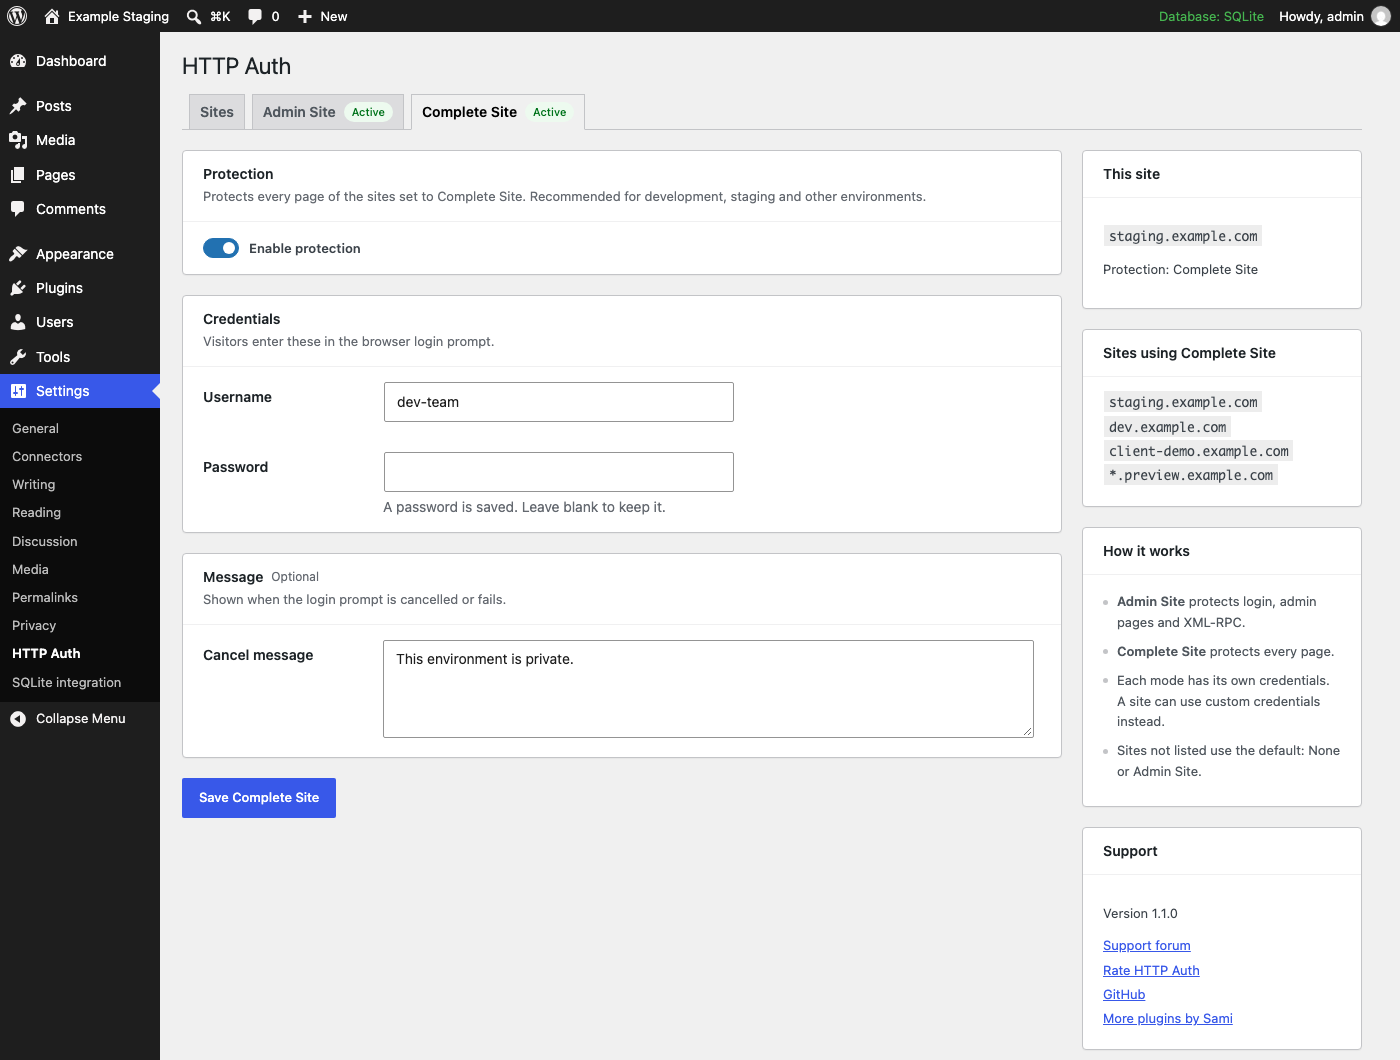 Example Staging
⌘K
0
New
Database: SQLite
Howdy, admin
Dashboard
Posts
Media
Pages
Comments
Appearance
Plugins
Users
Tools
Settings
General
Connectors
Writing
Reading
Discussion
Media
Permalinks
Privacy
HTTP Auth
SQLite integration
Collapse Menu
HTTP Auth
Sites
Admin Site Active
Complete Site Active
Protection
Protects every page of the sites set to Complete Site. Recommended for development, staging and other environments.
Enable protection
Credentials
Visitors enter these in the browser login prompt.
Username
dev-team
Password
A password is saved. Leave blank to keep it.
Message Optional
Shown when the login prompt is cancelled or fails.
Cancel message
This environment is private.
Save Complete Site
This site
staging.example.com
Protection: Complete Site
Sites using Complete Site
staging.example.com
dev.example.com
client-demo.example.com
*.preview.example.com
How it works
Admin Site protects login, admin
pages and XML-RPC.
Complete Site protects every page.
Each mode has its own credentials.
A site can use custom credentials
instead.
Sites not listed use the default: None
or Admin Site.
Support
Version 1.1.0
Support forum
Rate HTTP Auth
GitHub
More plugins by Sami